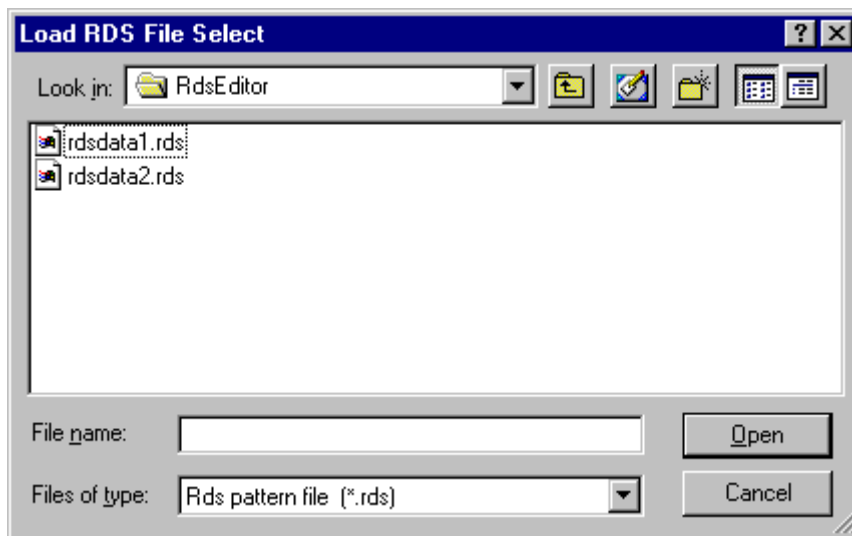 Load RDS File Select
Look in: RdsEditor
rdsdata1.rds
rdsdata2.rds
File name: Open
Files of type: Rds pattern file (*.rds) Cancel